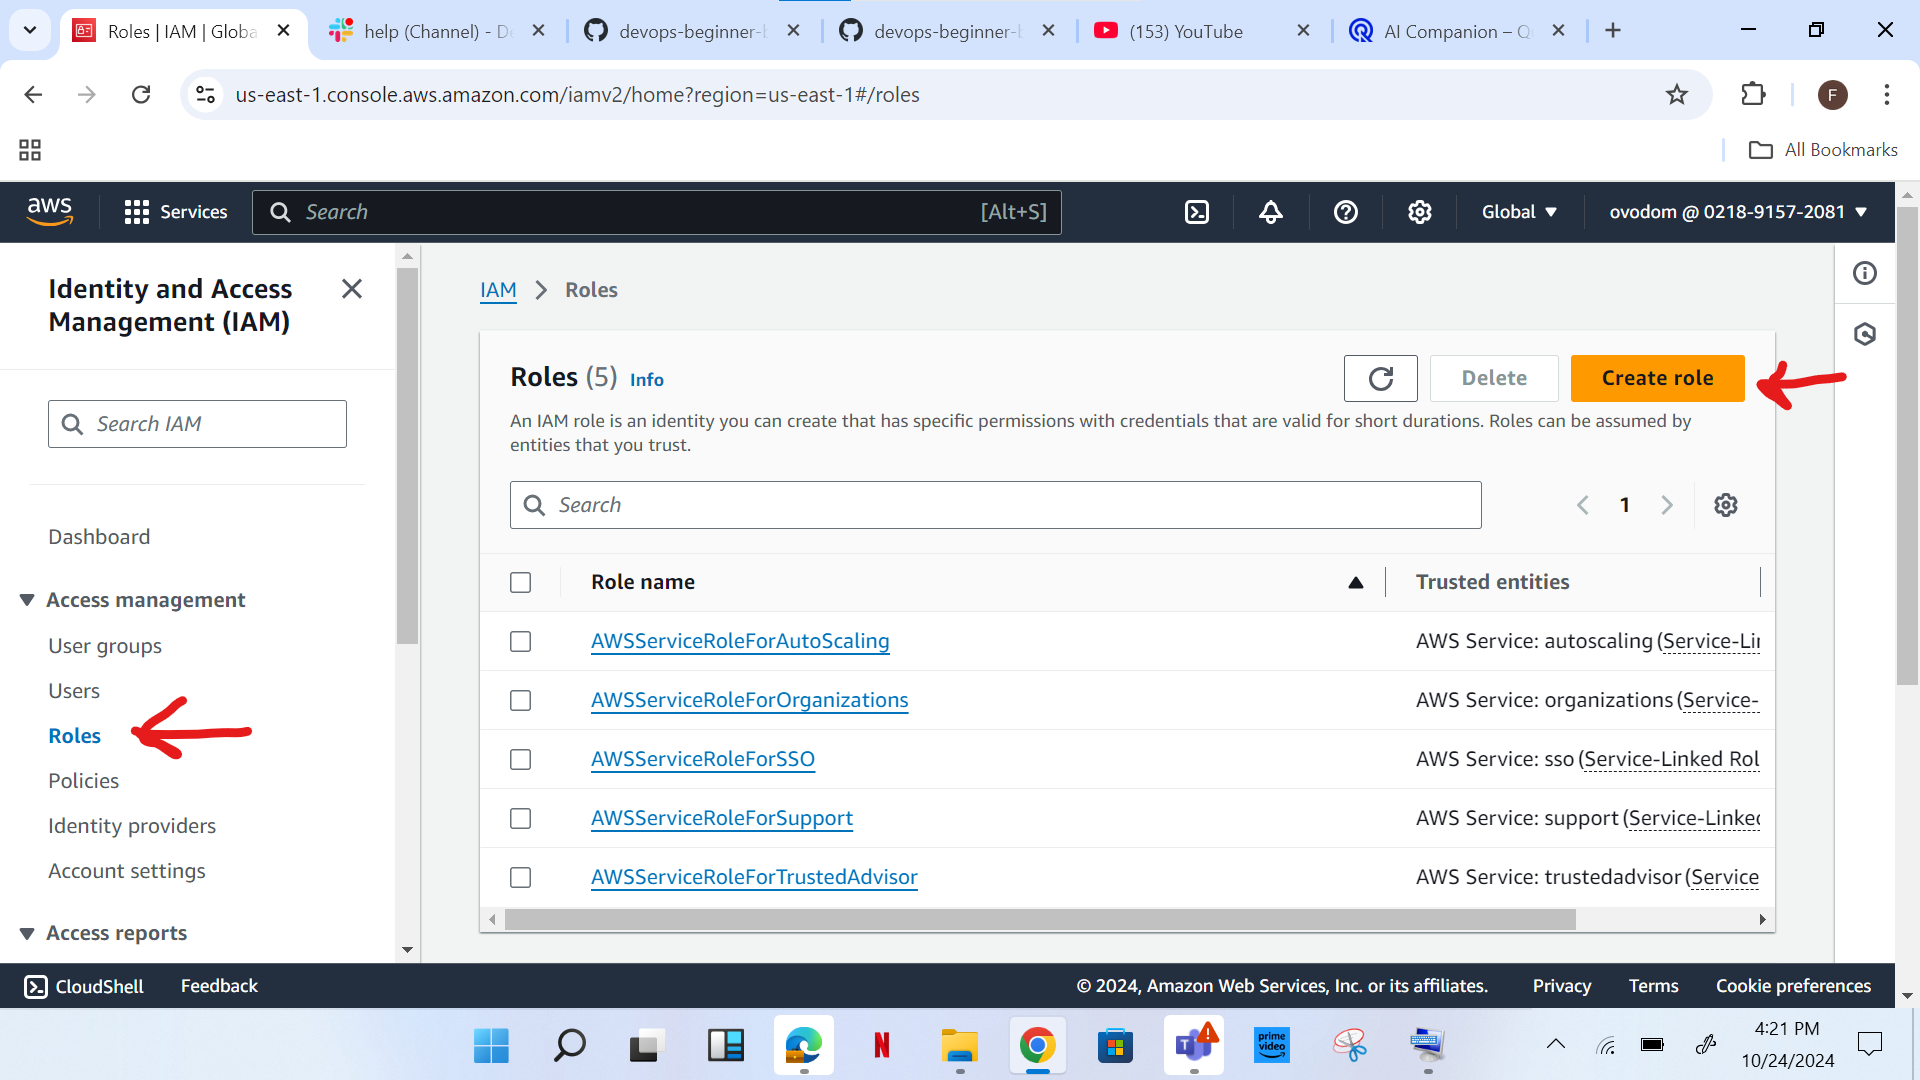 Roles | IAM | Globa
help (Channel) - De
devops-beginner-b
devops-beginner-b
(153) YouTube
AI Companion – Qu
us-east-1.console.aws.amazon.com/iamv2/home?region=us-east-1#/roles
F
All Bookmarks
aws
Services
Search
[Alt+S]
Global
ovodom @ 0218-9157-2081
Identity and Access
Management (IAM)
Search IAM
Dashboard
Access management
User groups
Users
Roles
Policies
Identity providers
Account settings
Access reports
IAM > Roles
Roles (5) Info
Delete
Create role
An IAM role is an identity you can create that has specific permissions with credentials that are valid for short durations. Roles can be assumed by
entities that you trust.
Search
1
Role name
Trusted entities
AWSServiceRoleForAutoScaling
AWS Service: autoscaling (Service-Lin
AWSServiceRoleForOrganizations
AWS Service: organizations (Service-
AWSServiceRoleForSSO
AWS Service: sso (Service-Linked Rol
AWSServiceRoleForSupport
AWS Service: support (Service-Linked
AWSServiceRoleForTrustedAdvisor
AWS Service: trustedadvisor (Service
CloudShell
Feedback
© 2024, Amazon Web Services, Inc. or its affiliates.
Privacy
Terms
Cookie preferences
N
prime video
4:21 PM
10/24/2024